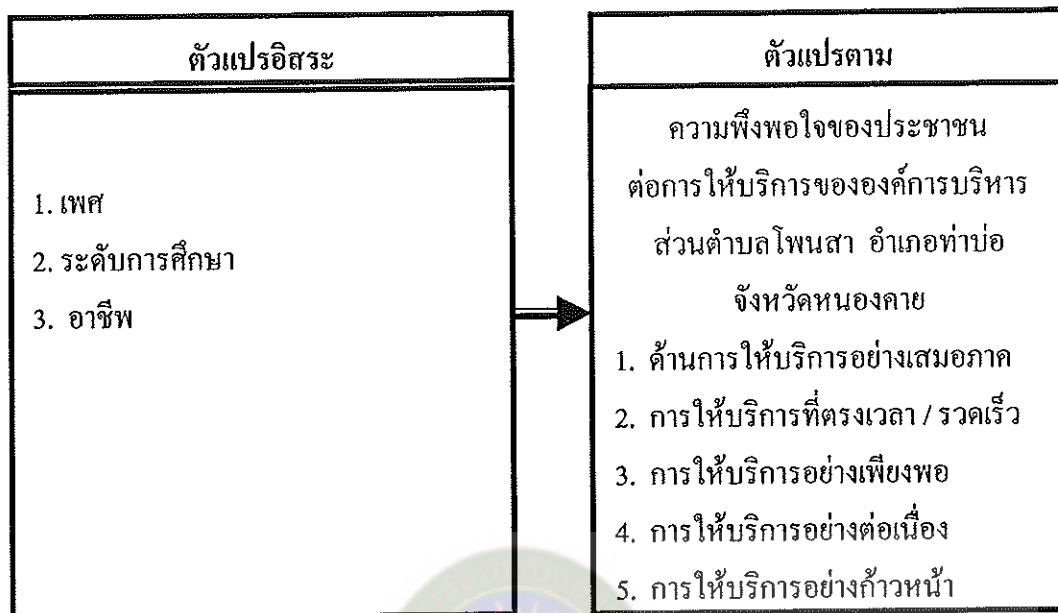 ตัวแปรอิสระ
1. เพศ
2. ระดับการศึกษา
3. อาชีพ
ตัวแปรตาม
ความพึงพอใจของประชาชน
ต่อการให้บริการขององค์การบริหาร
ส่วนตำบลโพนสา อำเภอท่าบ่อ
จังหวัดหนองคาย
1. ด้านการให้บริการอย่างเสมอภาค
2. การให้บริการที่ตรงเวลา / รวดเร็ว
3. การให้บริการอย่างเพียงพอ
4. การให้บริการอย่างต่อเนื่อง
5. การให้บริการอย่างก้าวหน้า